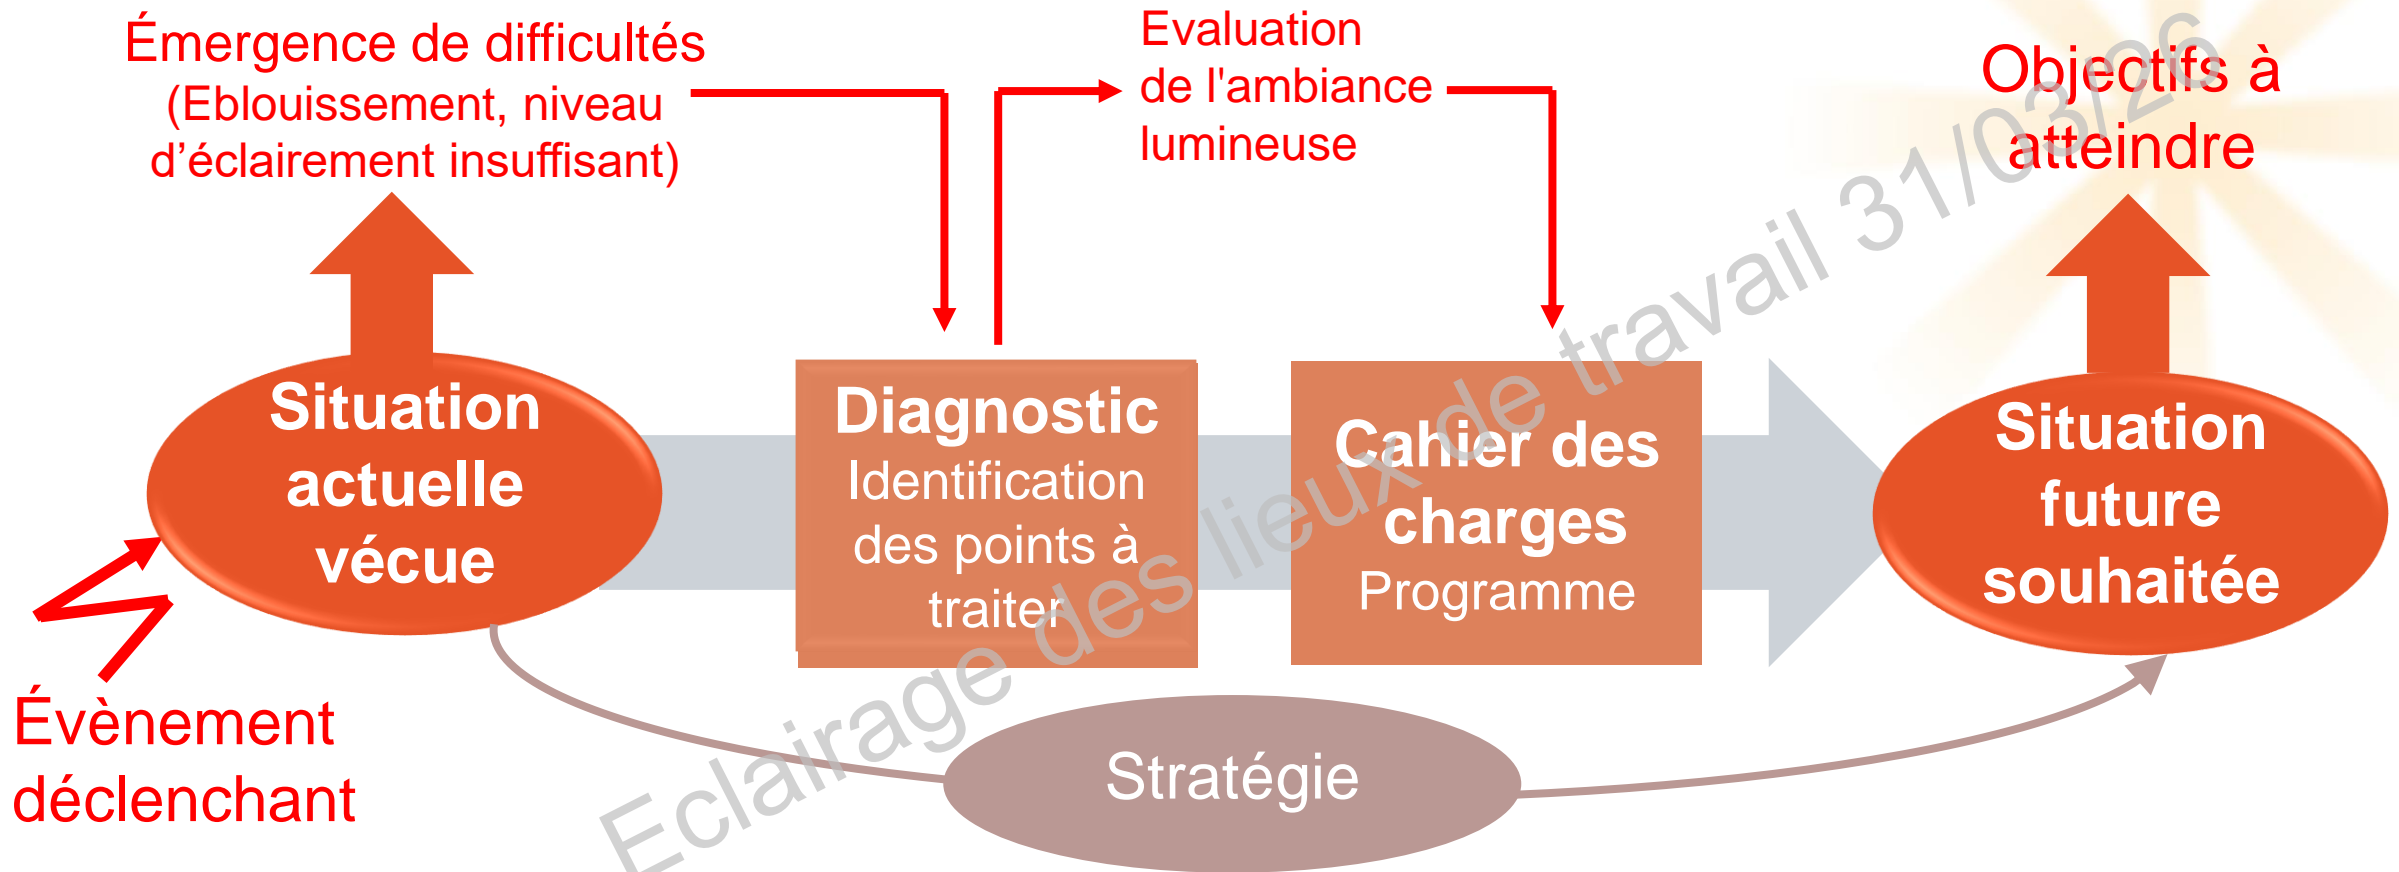 Émergence de difficultés
(Eblouissement, niveau
d’éclairement insuffisant)
Evaluation
de l'ambiance
lumineuse
Objectifs à
atteindre
Situation
actuelle
vécue
Diagnostic
Identification
des points à
traiter
Cahier des
charges
Programme
Situation
future
souhaitée
Évènement
déclenchant
Stratégie
Eclairage des lieux de travail 31/03/26